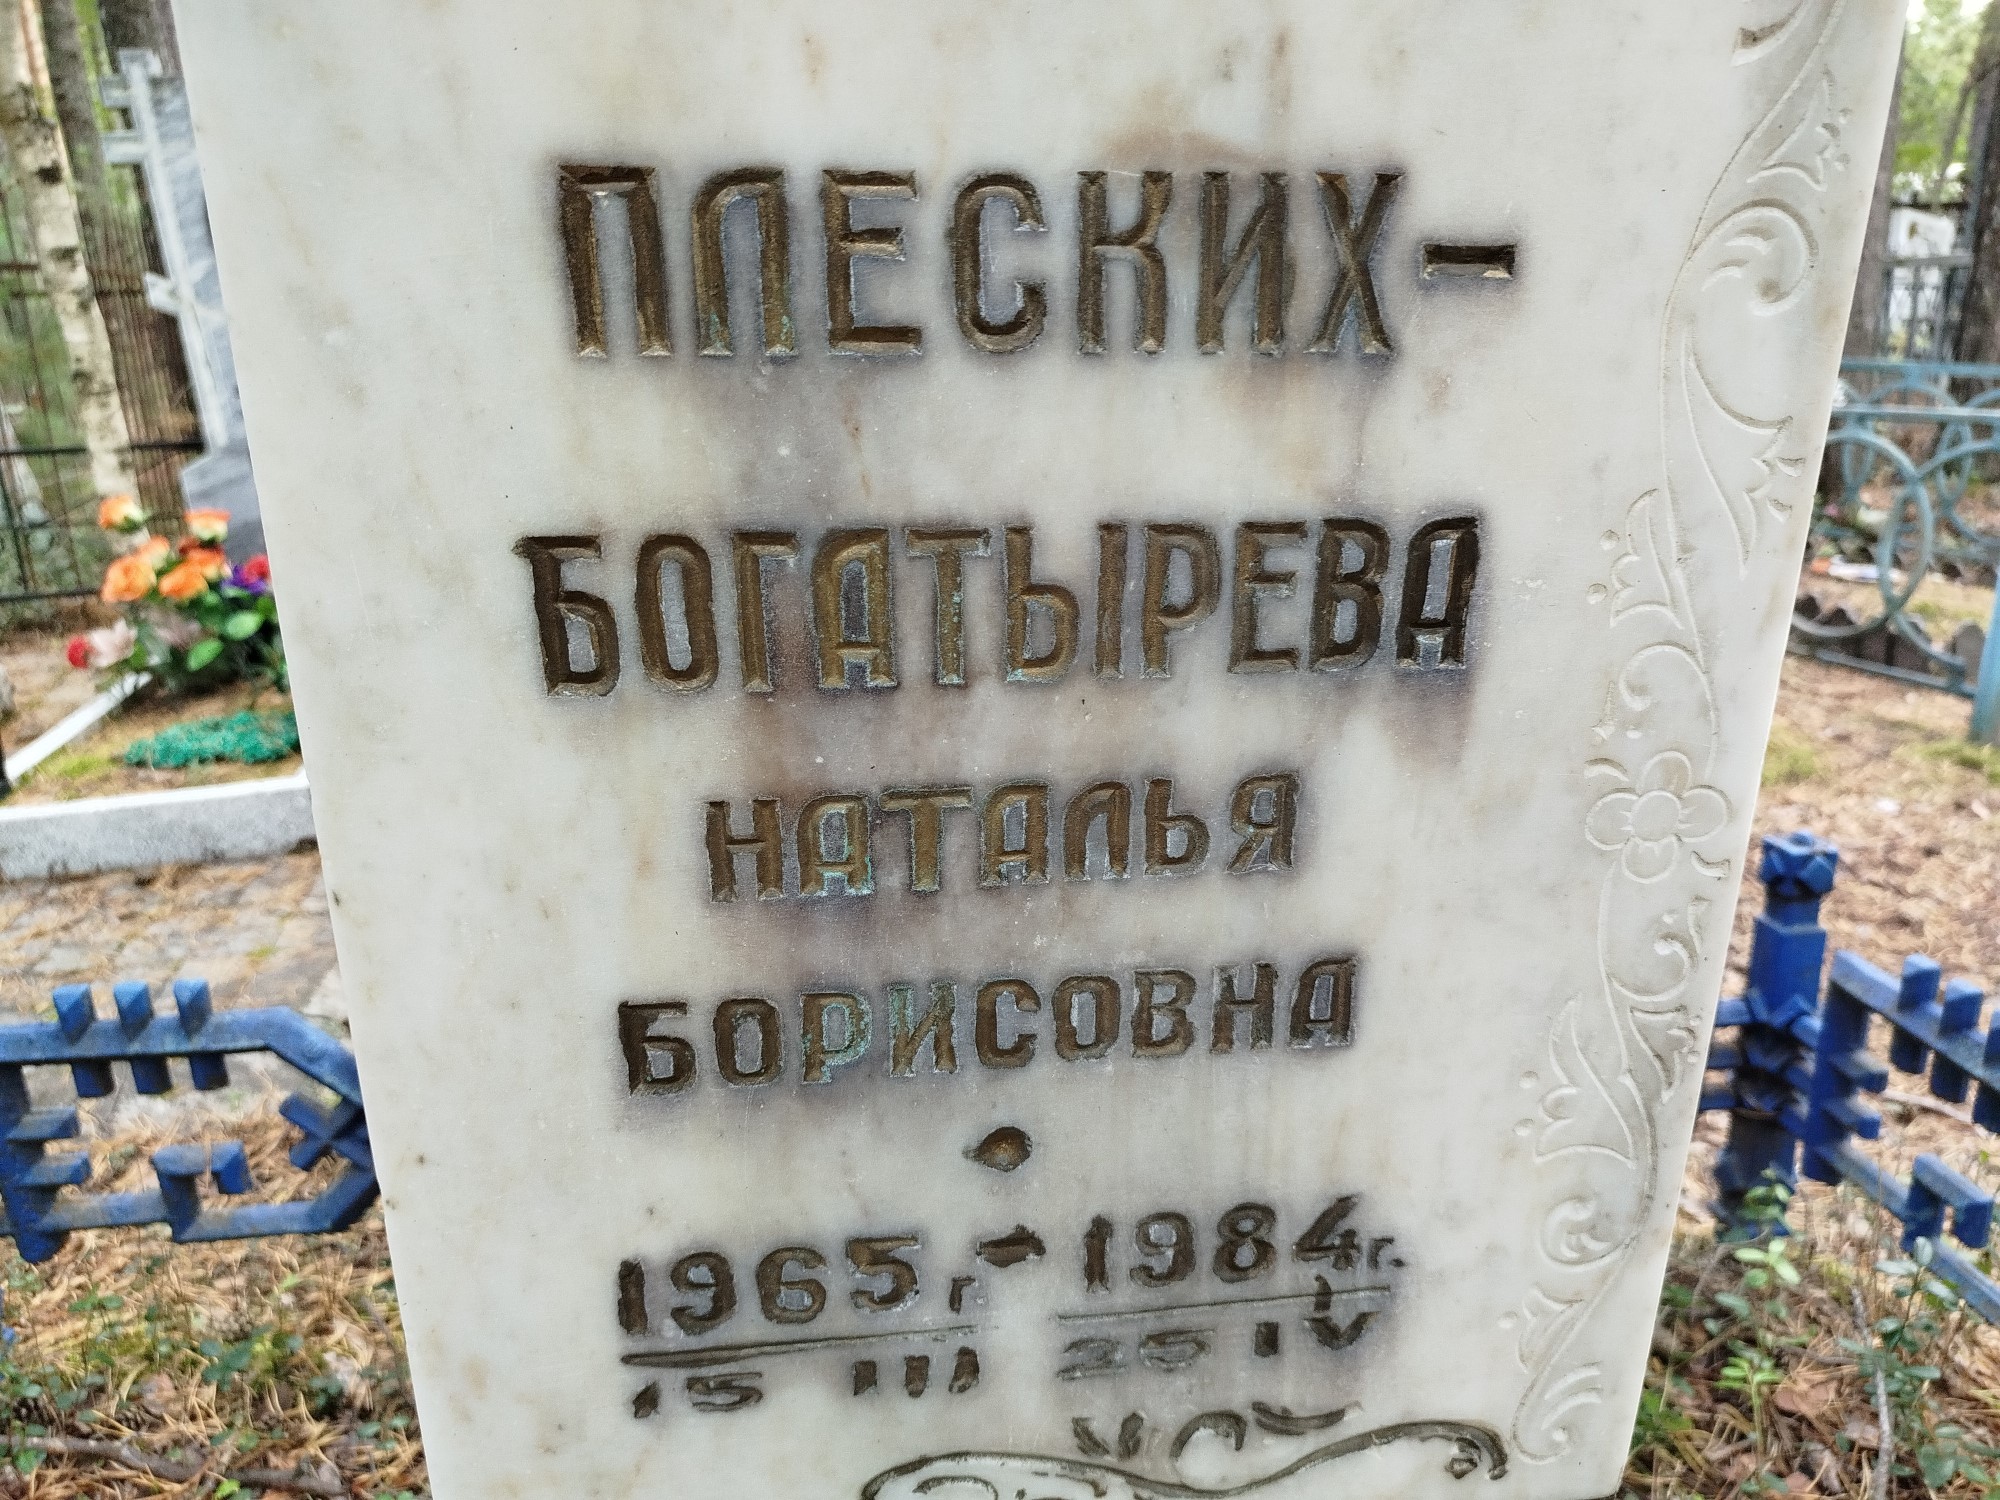 ПЛЕСКИХ-
БОГАТЫРЕВА
НАТАЛЬЯ
БОРИСОВНА
1965г. - 1984г.
15 III 25 IV